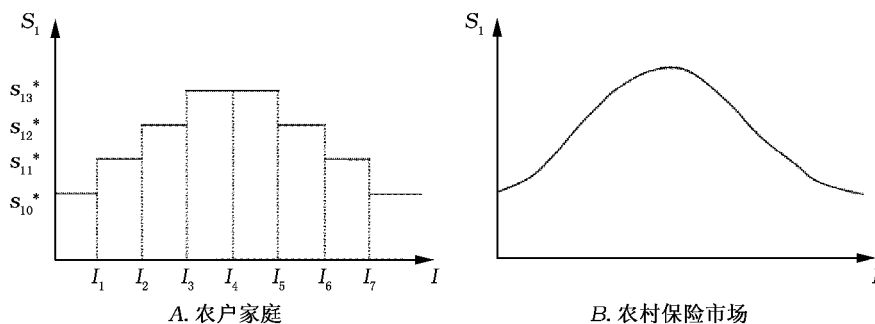 S₁
s₁₃*
s₁₂*
s₁₁*
s₁₀*
I₁ I₂ I₃ I₄ I₅ I₆ I₇ I
A. 农户家庭
S₁
I
B. 农村保险市场